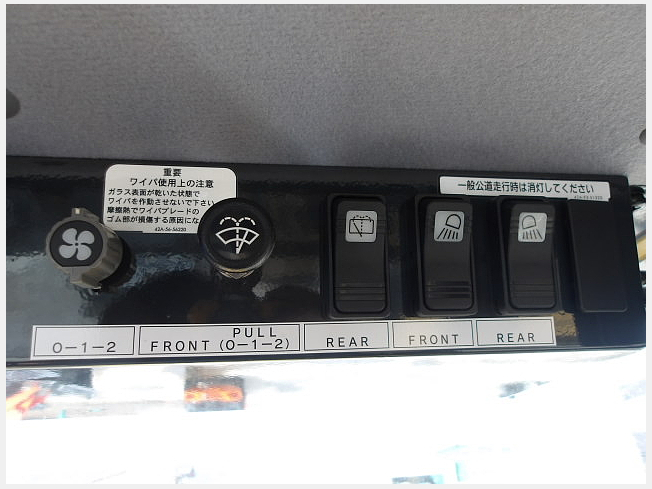 重要
ワイパ使用上の注意
ガラス表面が乾いた状態で
ワイパを作動させないで下さい
摩擦熱でワイパブレードの
ゴム部が損傷する原因にな
42A-56-56220
一般公道走行時は消灯してください
0-1-2
PULL
FRONT (0-1-2)
REAR
FRONT
REAR